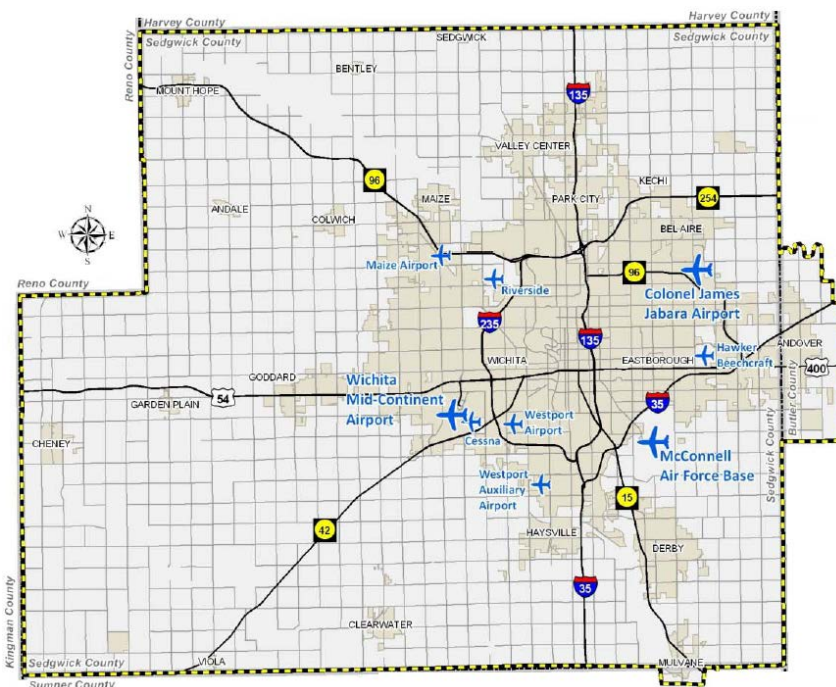 Harvey County
Harvey County
Sedgwick County
Sedgwick County
Reno County
SEDGWICK
BENTLEY
MOUNT HOPE
135
VALLEY CENTER
KECHI
96
MAIZE
PARK CITY
254
ANDALE
COLWICH
N
W E
S
BEL AIRE
Maize Airport
96
Reno County
Riverside
Colonel James
Jabara Airport
235
135
Hawker
Beechcraft
ANDOVER
WICHITA
EASTBOROUGH
400
GODDARD
Wichita
Mid-Continent
Airport
54
GARDEN PLAIN
35
Butler County
Sedgwick County
Westport
Airport
Cessna
CHENEY
McConnell
Air Force Base
Westport
Auxiliary
Airport
15
42
HAYSVILLE
DERBY
35
CLEARWATER
Kingman County
Sedgwick County
VIOLA
MULVANE
Sumner County